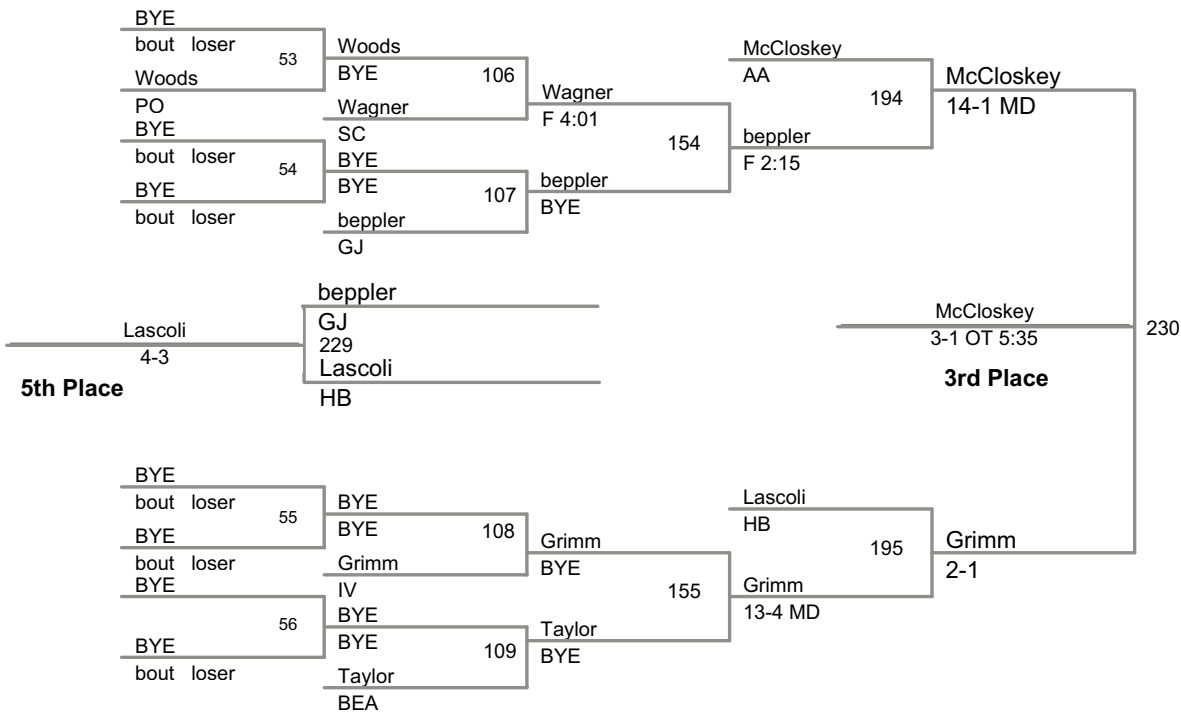 BYE
bout loser
53
Woods
PO
Woods
BYE
106
Wagner
SC
BYE
bout loser
54
BYE
bout loser
BYE
BYE
107
beppler
GJ
Wagner
F 4:01
154
beppler
BYE
McCloskey
AA
194
beppler
F 2:15
McCloskey
14-1 MD
beppler
GJ
229
Lascoli
HB
Lascoli
4-3
5th Place
McCloskey
3-1 OT 5:35
3rd Place
230
BYE
bout loser
55
BYE
bout loser
BYE
BYE
108
Grimm
IV
BYE
56
BYE
bout loser
BYE
BYE
109
Taylor
BEA
Grimm
BYE
155
Taylor
BYE
Lascoli
HB
195
Grimm
13-4 MD
Grimm
2-1